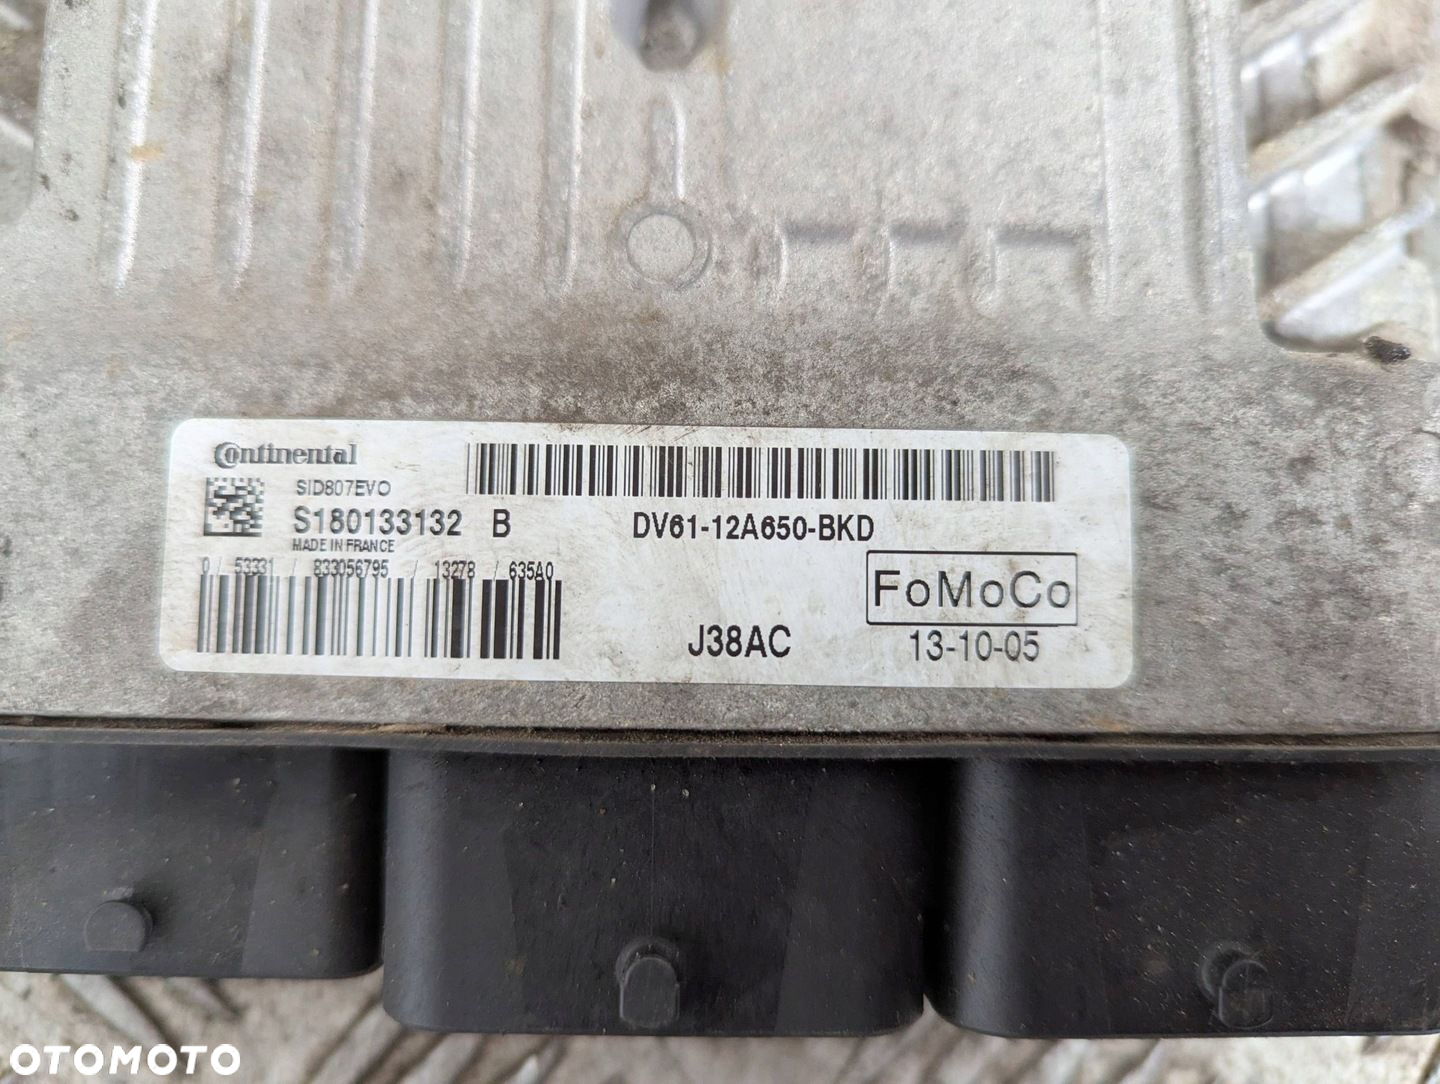 Continental
SID807EVO
S180133132 B
MADE IN FRANCE
DV61-12A650-BKD
0 / 53331 / 833056795 / 13278 / 635A0
FoMoCo
J38AC
13-10-05
OTOMOTO